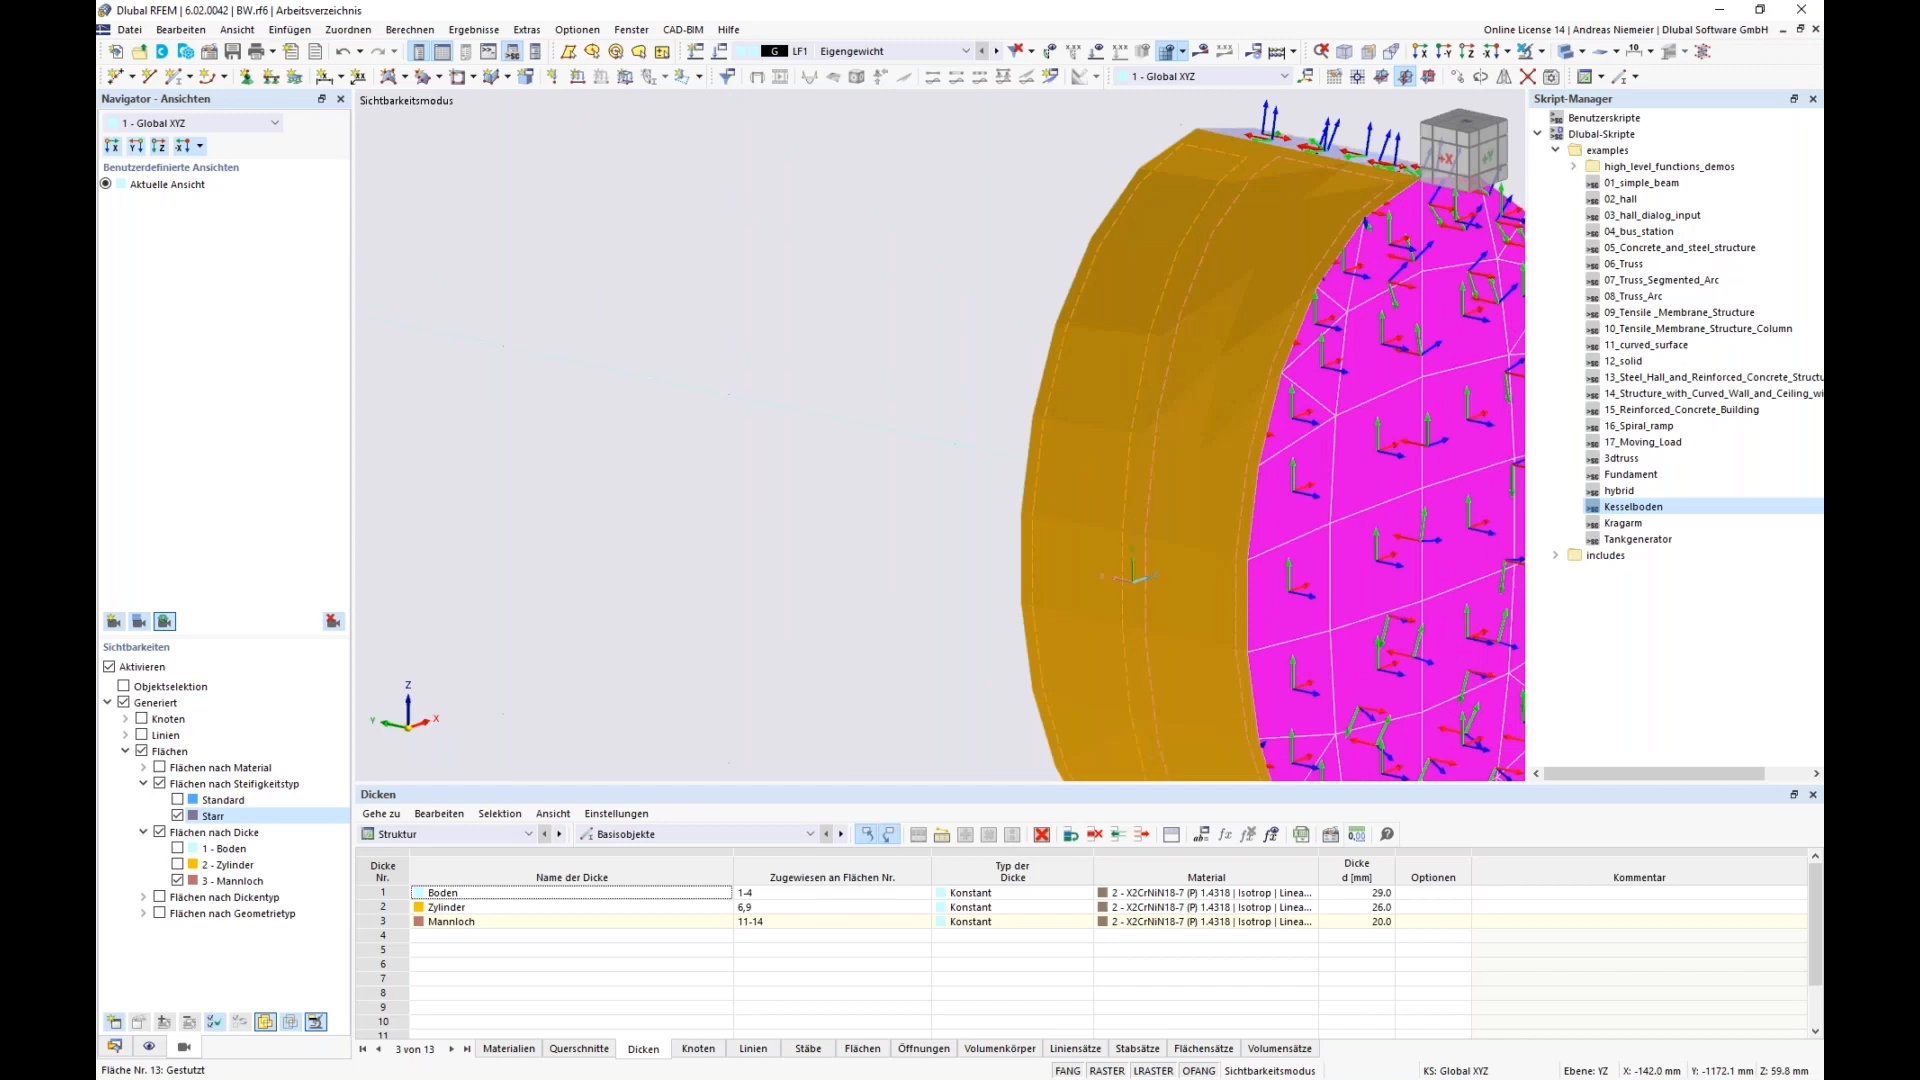 Dlubal RFEM | 6.02.0042 | BW.rf6 | Arbeitsverzeichnis
Datei Bearbeiten Ansicht Einfügen Zuordnen Berechnen Ergebnisse Extras Optionen Fenster CAD-BIM Hilfe
Online License 14 | Andreas Niemeier | Dlubal Software GmbH
G LF1 Eigengewicht
1 - Global XYZ
Navigator - Ansichten
1 - Global XYZ
Benutzerdefinierte Ansichten
Aktuelle Ansicht
Sichtbarkeiten
Aktivieren
Objektselektion
Generiert
Knoten
Linien
Flächen
Flächen nach Material
Flächen nach Steifigkeitstyp
Standard
Starr
Flächen nach Dicke
1 - Boden
2 - Zylinder
3 - Mannloch
Flächen nach Dickentyp
Flächen nach Geometrietyp
Sichtbarkeitsmodus
Z
Y
X
+X
+Y
Skript-Manager
Benutzerskripte
Dlubal-Skripte
examples
high_level_functions_demos
01_simple_beam
02_hall
03_hall_dialog_input
04_bus_station
05_Concrete_and_steel_structure
06_Truss
07_Truss_Segmented_Arc
08_Truss_Arc
09_Tensile _Membrane_Structure
10_Tensile_Membrane_Structure_Column
11_curved_surface
12_solid
13_Steel_Hall_and_Reinforced_Concrete_Structu
14_Structure_with_Curved_Wall_and_Ceiling_wi
15_Reinforced_Concrete_Building
16_Spiral_ramp
17_Moving_Load
3dtruss
Fundament
hybrid
Kesselboden
Kragarm
Tankgenerator
includes
Dicken
Gehe zu Bearbeiten Selektion Ansicht Einstellungen
Struktur Basisobjekte
Dicke Nr. Name der Dicke Zugewiesen an Flächen Nr. Typ der Dicke Material Dicke d [mm] Optionen Kommentar
1 Boden 1-4 Konstant 2 - X2CrNiN18-7 (P) 1.4318 | Isotrop | Linea... 29.0
2 Zylinder 6,9 Konstant 2 - X2CrNiN18-7 (P) 1.4318 | Isotrop | Linea... 26.0
3 Mannloch 11-14 Konstant 2 - X2CrNiN18-7 (P) 1.4318 | Isotrop | Linea... 20.0
4
5
6
7
8
9
10
11
3 von 13 Materialien Querschnitte Dicken Knoten Linien Stäbe Flächen Öffnungen Volumenkörper Liniensätze Stabsätze Flächensätze Volumensätze
Fläche Nr. 13: Gestutzt
FANG RASTER LRASTER OFANG Sichtbarkeitsmodus KS: Global XYZ Ebene: YZ X: -142.0 mm Y: -1172.1 mm Z: 59.8 mm